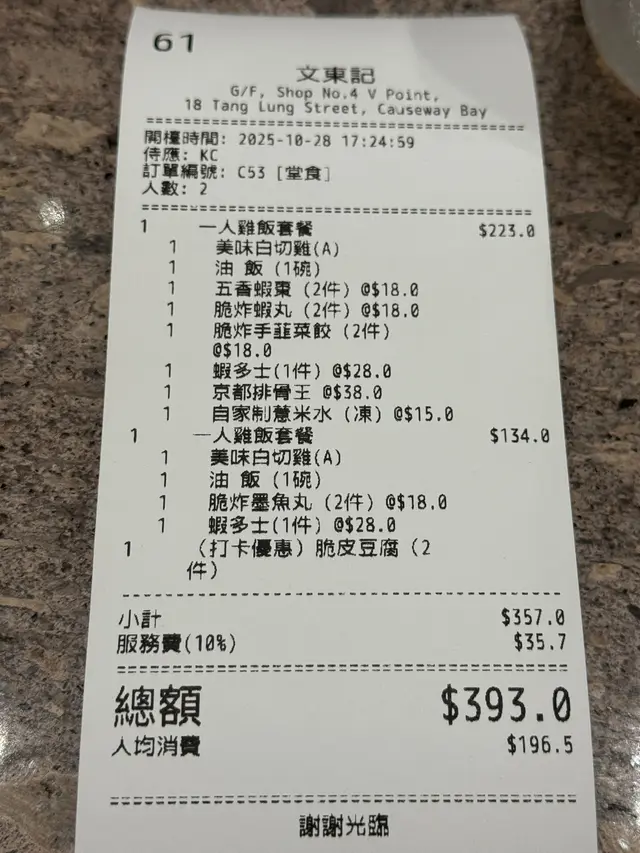 61
文東記
G/F, Shop No.4 V Point,
18 Tang Lung Street, Causeway Bay
開檯時間: 2025-10-28 17:24:59
侍應: KC
訂單編號: C53 [堂食]
人數: 2
1 一人雞飯套餐 $223.0
1 美味白切雞(A)
1 油 飯 (1碗)
1 五香蝦棗 (2件) @$18.0
1 脆炸蝦丸 (2件) @$18.0
1 脆炸手韮菜餃 (2件)
@$18.0
1 蝦多士(1件) @$28.0
1 京都排骨王 @$38.0
1 自家制薏米水 (凍) @$15.0
1 一人雞飯套餐 $134.0
1 美味白切雞(A)
1 油 飯 (1碗)
1 脆炸墨魚丸 (2件) @$18.0
1 蝦多士(1件) @$28.0
1 (打卡優惠) 脆皮豆腐 (2
件)
小計 $357.0
服務費(10%) $35.7
總額 $393.0
人均消費 $196.5
謝謝光臨